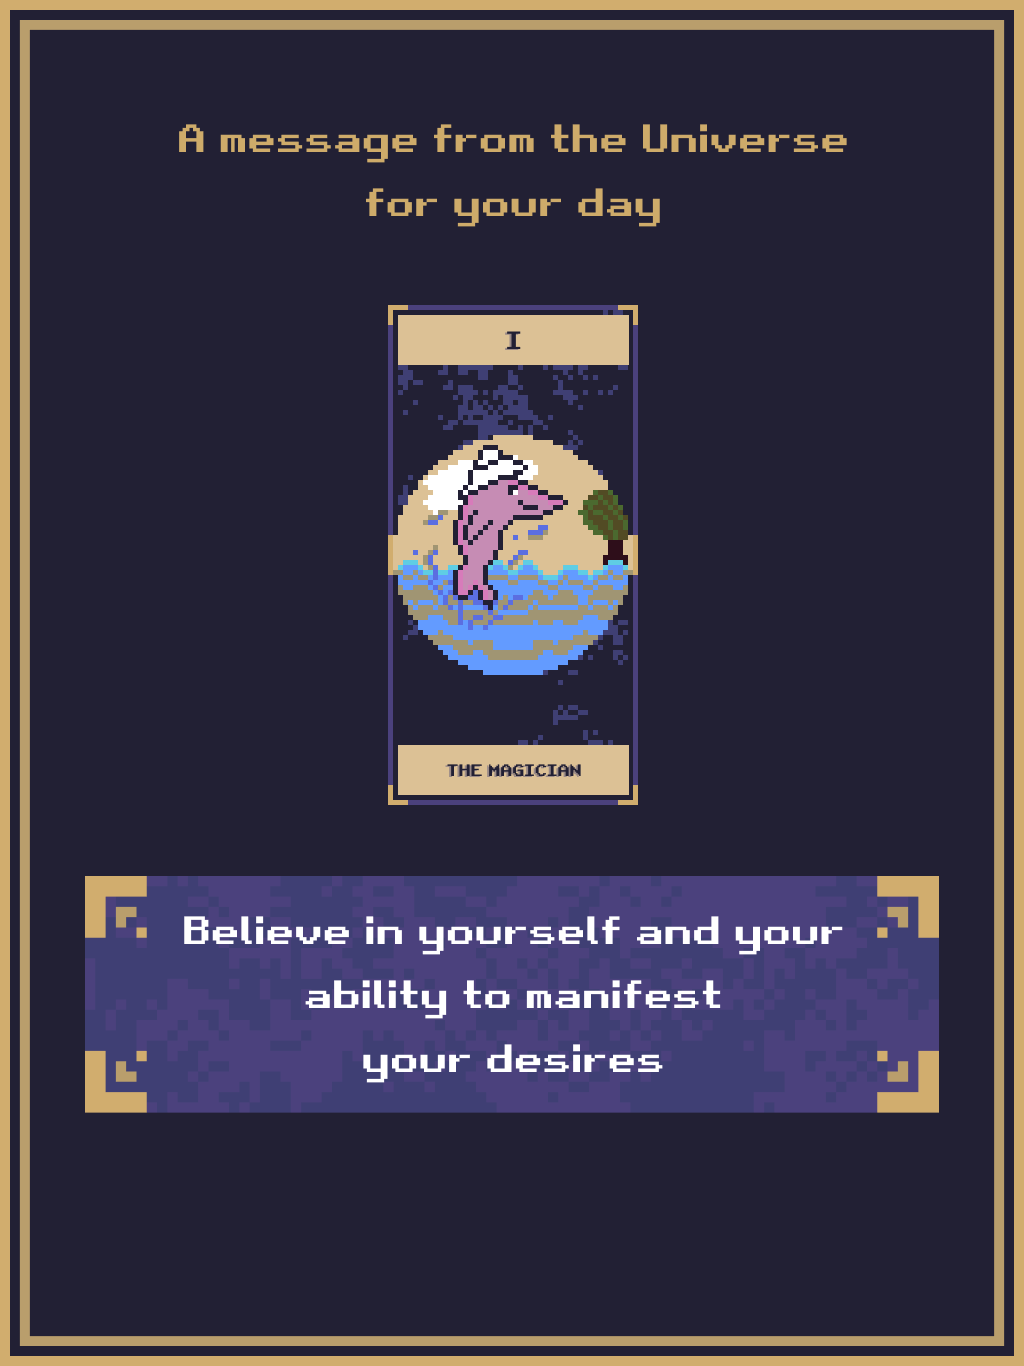 A message from the Universe
for your day
I
THE MAGICIAN
Believe in yourself and your
ability to manifest
your desires